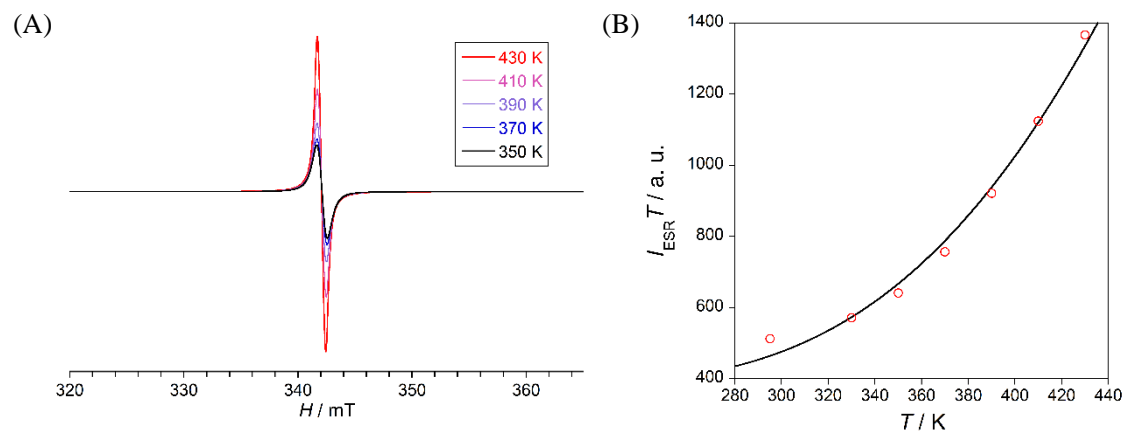 (A)
430 K
410 K
390 K
370 K
350 K
320 330 340 350 360
H / mT
(B)
1400
1200
1000
800
600
400
I_ESR T / a. u.
280 300 320 340 360 380 400 420 440
T / K